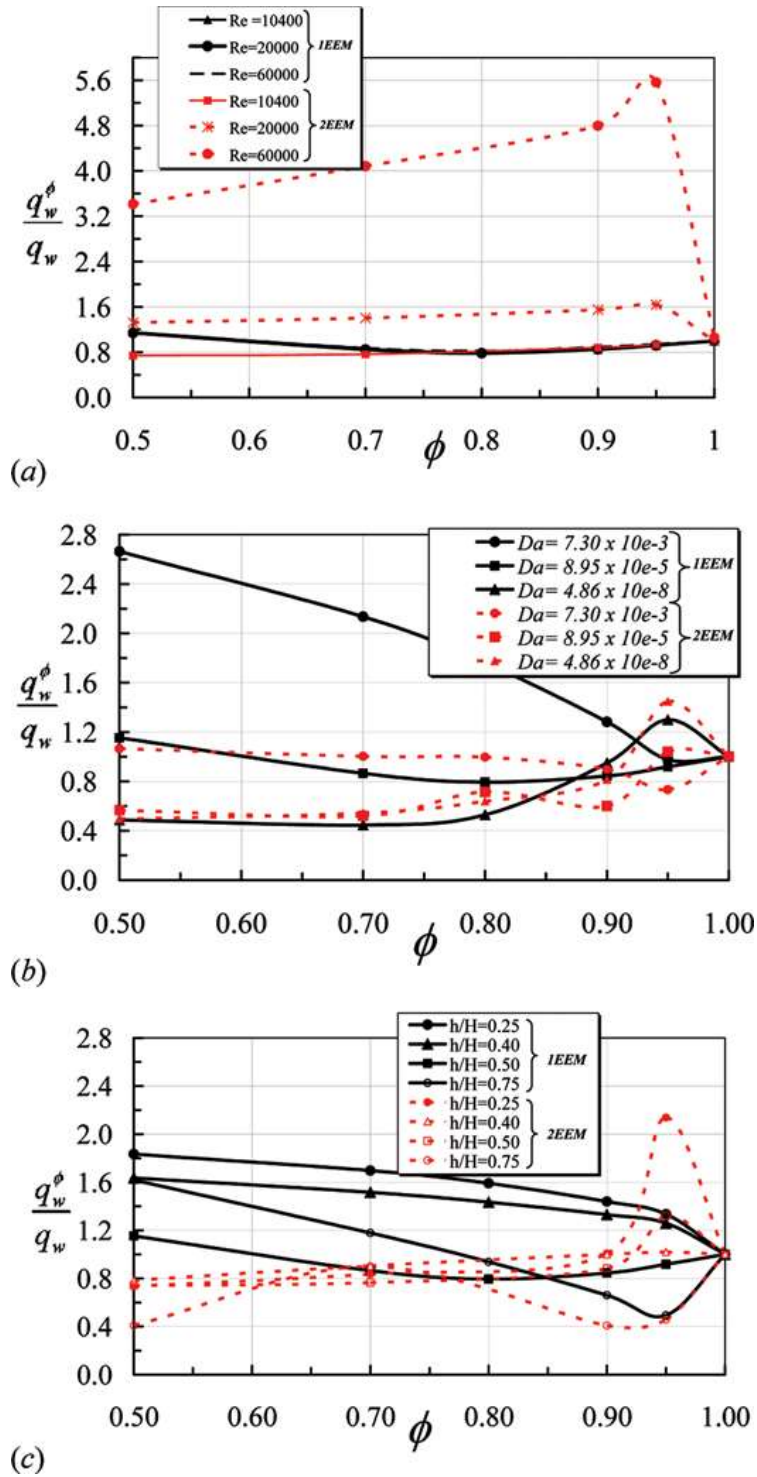 Re =10400
Re=20000 1EEM
Re=60000
Re=10400
Re=20000 2EEM
Re=60000
5.6
4.8
4.0
3.2
2.4
1.6
0.8
0.0
q_w^ϕ
q_w
0.5 0.6 0.7 0.8 0.9 1
ϕ
(a)
Da= 7.30 x 10e-3
Da= 8.95 x 10e-5 1EEM
Da= 4.86 x 10e-8
Da= 7.30 x 10e-3
Da= 8.95 x 10e-5 2EEM
Da= 4.86 x 10e-8
2.8
2.4
2.0
1.6
1.2
0.8
0.4
0.0
q_w^ϕ
q_w
0.50 0.60 0.70 0.80 0.90 1.00
ϕ
(b)
h/H=0.25
h/H=0.40
h/H=0.50
h/H=0.75
1EEM
h/H=0.25
h/H=0.40
h/H=0.50
h/H=0.75
2EEM
2.8
2.4
2.0
1.6
1.2
0.8
0.4
0.0
q_w^ϕ
q_w
0.50 0.60 0.70 0.80 0.90 1.00
ϕ
(c)